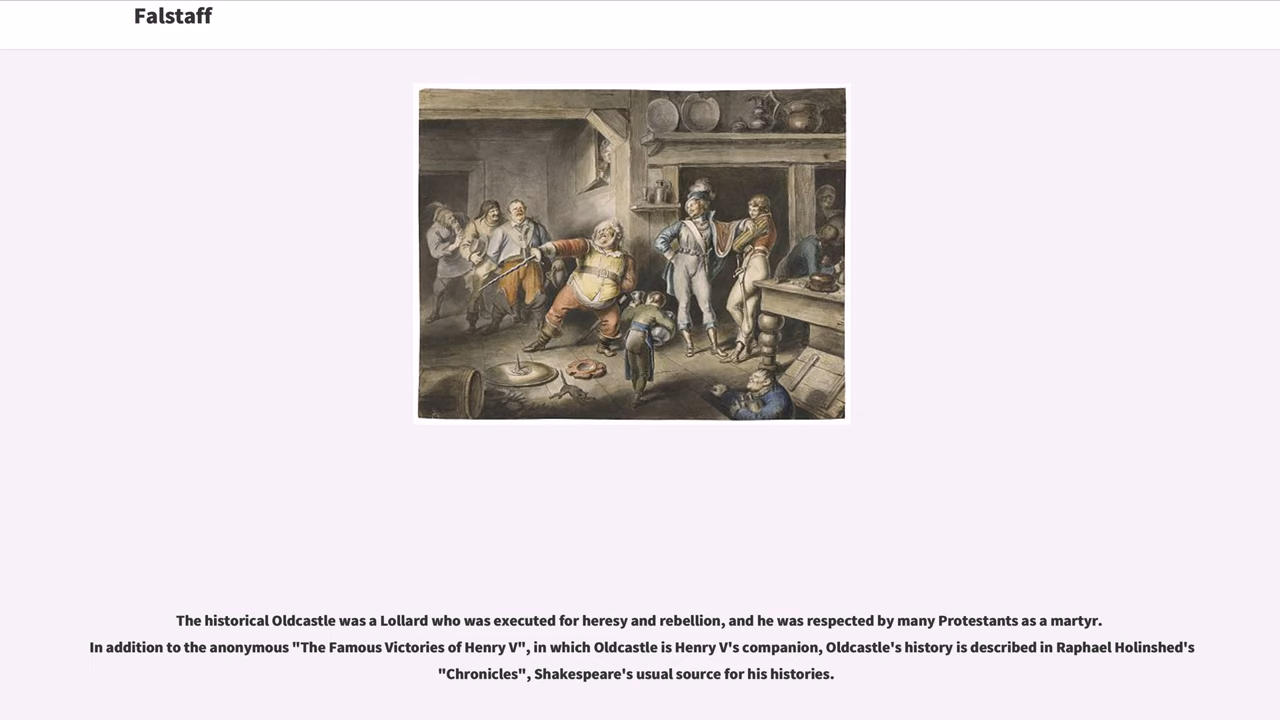 Falstaff
The historical Oldcastle was a Lollard who was executed for heresy and rebellion, and he was respected by many Protestants as a martyr.
In addition to the anonymous "The Famous Victories of Henry V", in which Oldcastle is Henry V's companion, Oldcastle's history is described in Raphael Holinshed's
"Chronicles", Shakespeare's usual source for his histories.